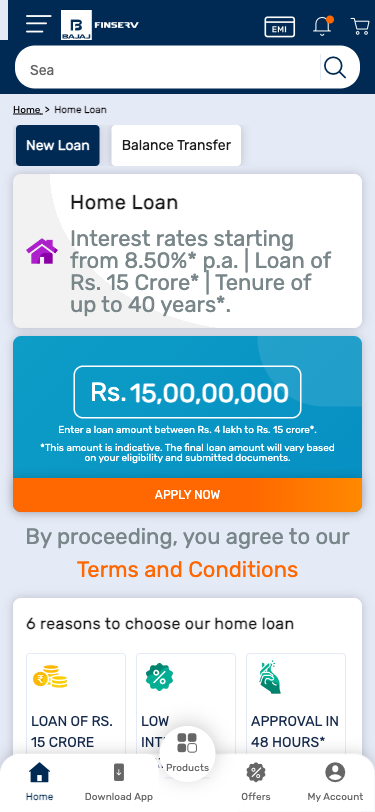 BAJAJ FINSERV
EMI
Sea
Home > Home Loan
New Loan
Balance Transfer
Home Loan
Interest rates starting
from 8.50%* p.a. | Loan of
Rs. 15 Crore* | Tenure of
up to 40 years*.
Rs. 15,00,00,000
Enter a loan amount between Rs. 4 lakh to Rs. 15 crore*.
*This amount is indicative. The final loan amount will vary based
on your eligibility and submitted documents.
APPLY NOW
By proceeding, you agree to our
Terms and Conditions
6 reasons to choose our home loan
LOAN OF RS.
15 CRORE
LOW
APPROVAL IN
48 HOURS*
Home
Download App
Products
Offers
My Account